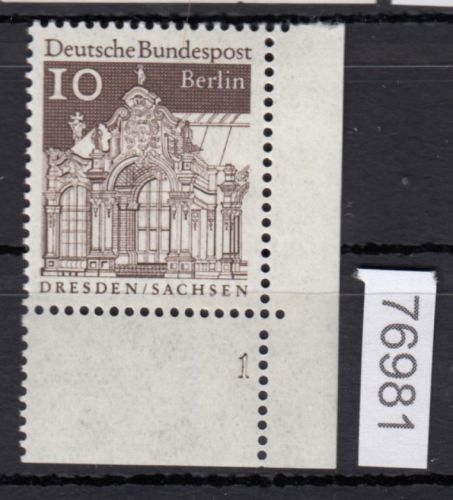 Deutsche Bundespost
10 Berlin
DRESDEN/SACHSEN
1
76981